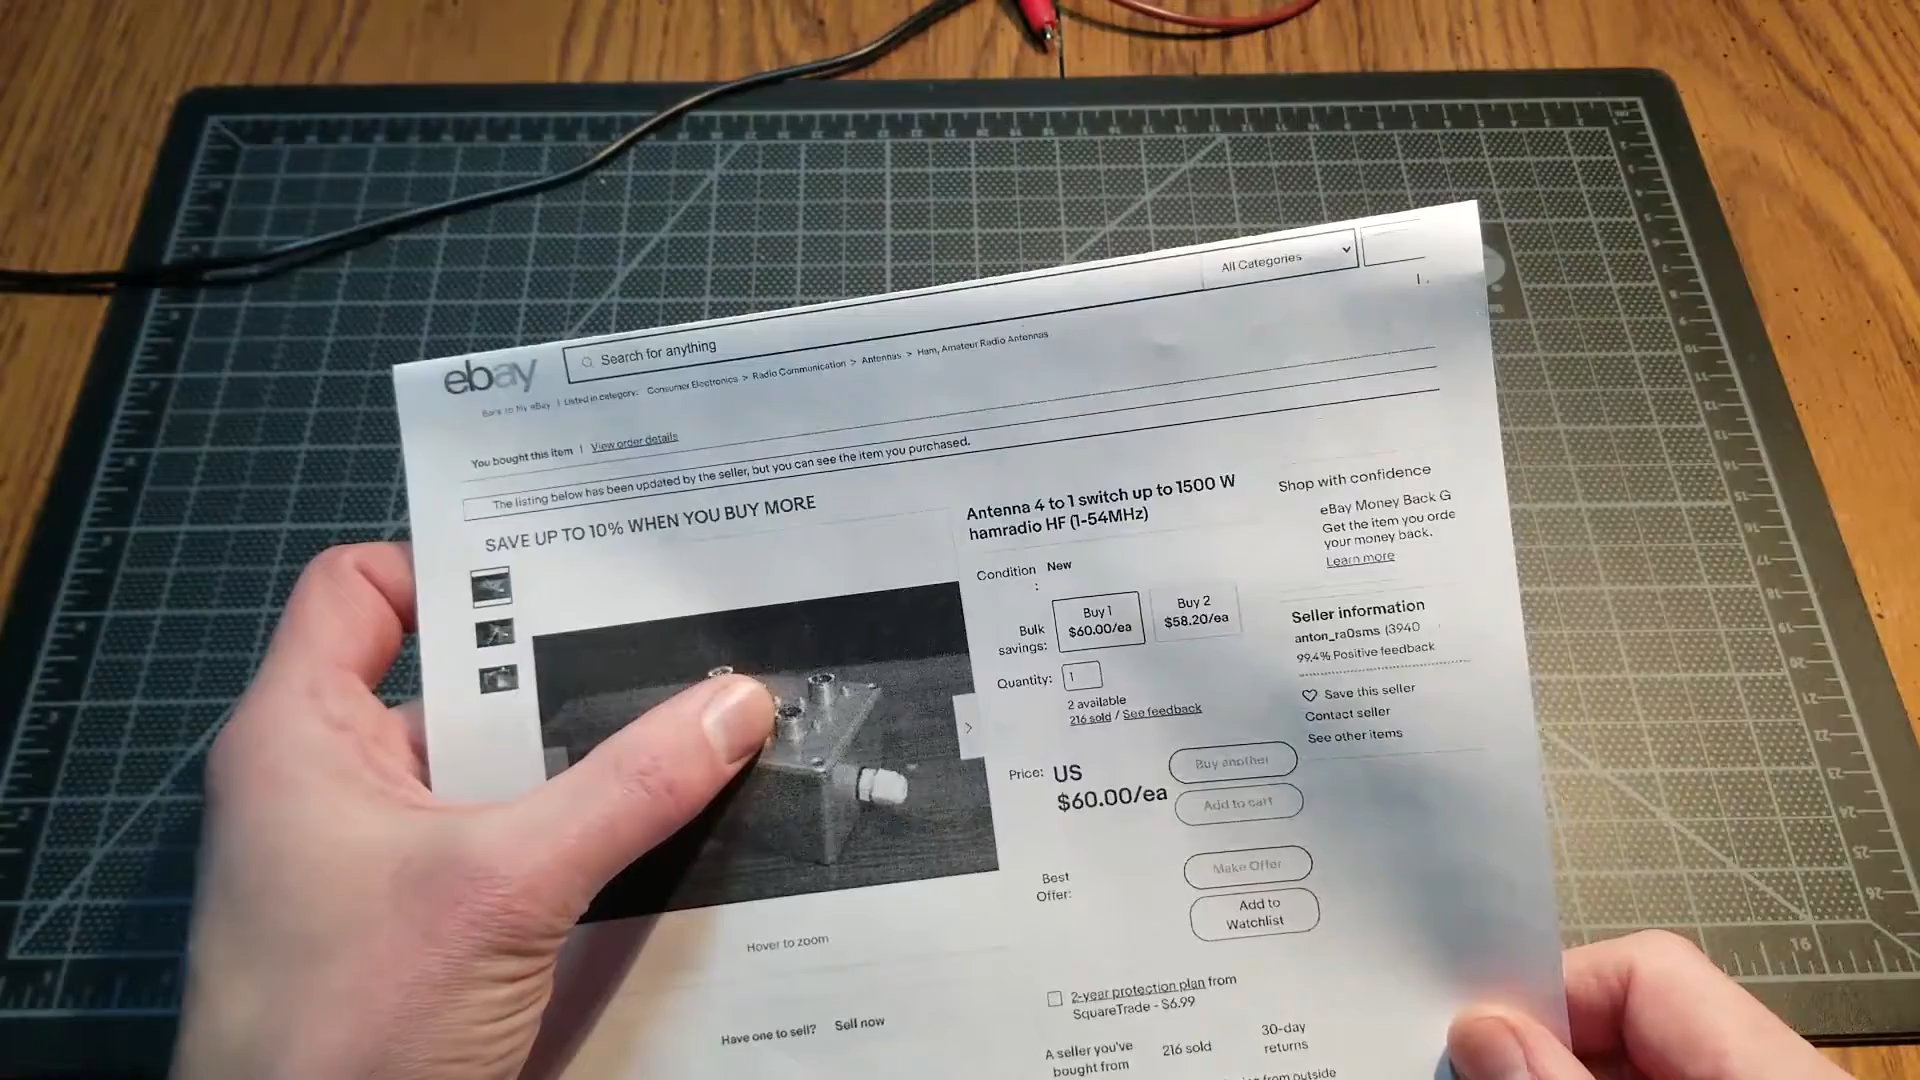 All Categories
ebay
Search for anything
Back to My eBay | Listed in category: Consumer Electronics > Radio Communication > Antennas > Ham, Amateur Radio Antennas
You bought this item | View order details
The listing below has been updated by the seller, but you can see the item you purchased.
SAVE UP TO 10% WHEN YOU BUY MORE
Antenna 4 to 1 switch up to 1500 W
hamradio HF (1-54MHz)
Condition New
:
Bulk
savings:
Buy 1
$60.00/ea
Buy 2
$58.20/ea
Quantity: 1
2 available
216 sold / See feedback
Price: US
$60.00/ea
Buy another
Add to cart
Best
Offer:
Make Offer
Add to
Watchlist
Shop with confidence
eBay Money Back G
Get the item you orde
your money back.
Learn more
Seller information
anton_ra0sms (3940
99.4% Positive feedback
Save this seller
Contact seller
See other items
Hover to zoom
Have one to sell? Sell now
2-year protection plan from
SquareTrade - $6.99
A seller you've
bought from
216 sold
30-day
returns
from outside